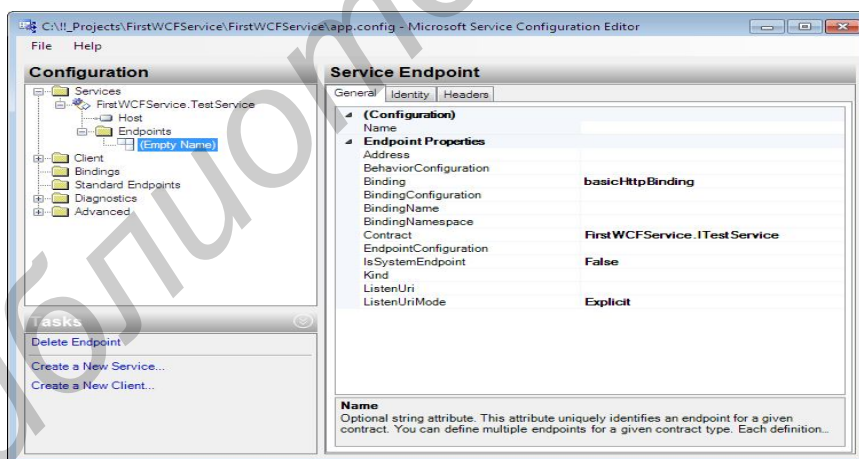 C:\!!_Projects\FirstWCFService\FirstWCFService\app.config - Microsoft Service Configuration Editor
File Help
Configuration
Services
FirstWCFService.TestService
Host
Endpoints
(Empty Name)
Client
Bindings
Standard Endpoints
Diagnostics
Advanced
Tasks
Delete Endpoint
Create a New Service...
Create a New Client...
Service Endpoint
General Identity Headers
(Configuration)
Name
Endpoint Properties
Address
BehaviorConfiguration
Binding basicHttpBinding
BindingConfiguration
BindingName
BindingNamespace
Contract FirstWCFService.ITestService
EndpointConfiguration
IsSystemEndpoint False
Kind
ListenUri
ListenUriMode Explicit
Name
Optional string attribute. This attribute uniquely identifies an endpoint for a given
contract. You can define multiple endpoints for a given contract type. Each definition...